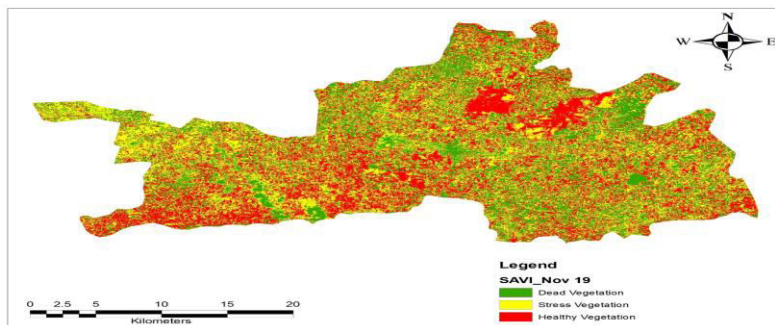 N
W E
S
Legend
SAVI_Nov 19
Dead Vegetation
Stress Vegetation
Healthy Vegetation
0 2.5 5 10 15 20
Kilometers